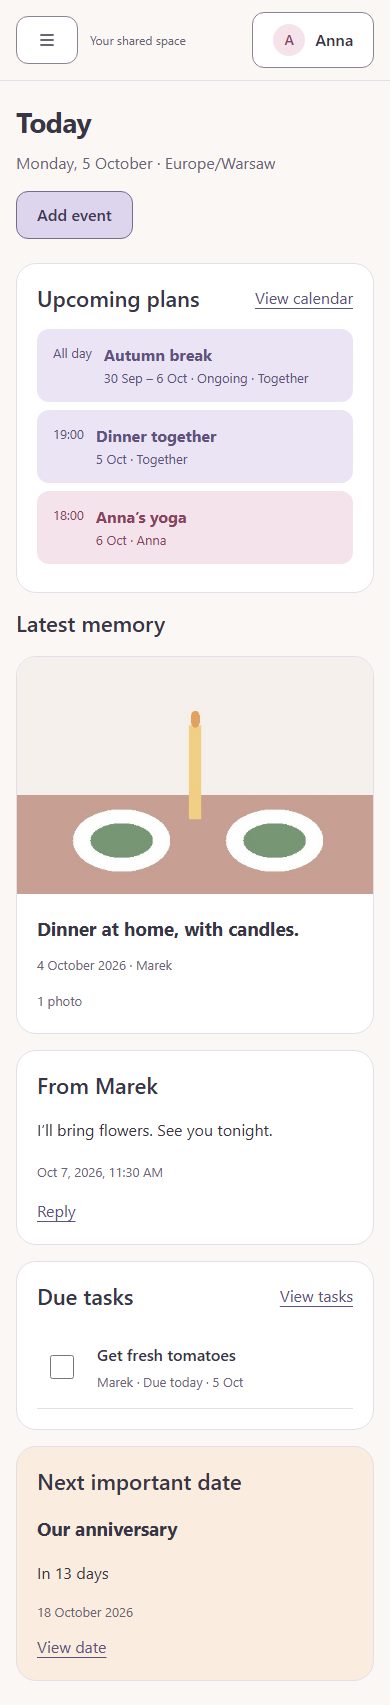 Your shared space
A Anna
Today
Monday, 5 October · Europe/Warsaw
Add event
Upcoming plans
View calendar
All day
Autumn break
30 Sep – 6 Oct · Ongoing · Together
19:00
Dinner together
5 Oct · Together
18:00
Anna's yoga
6 Oct · Anna
Latest memory
Dinner at home, with candles.
4 October 2026 · Marek
1 photo
From Marek
I'll bring flowers. See you tonight.
Oct 7, 2026, 11:30 AM
Reply
Due tasks
View tasks
Get fresh tomatoes
Marek · Due today · 5 Oct
Next important date
Our anniversary
In 13 days
18 October 2026
View date